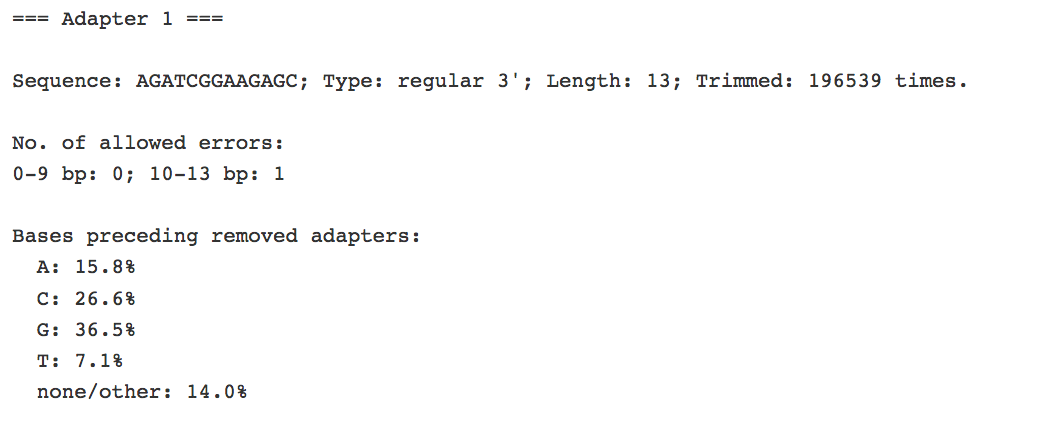 === Adapter 1 ===
Sequence: AGATCGGAAGAGC; Type: regular 3'; Length: 13; Trimmed: 196539 times.
No. of allowed errors:
0-9 bp: 0; 10-13 bp: 1
Bases preceding removed adapters:
A: 15.8%
C: 26.6%
G: 36.5%
T: 7.1%
none/other: 14.0%